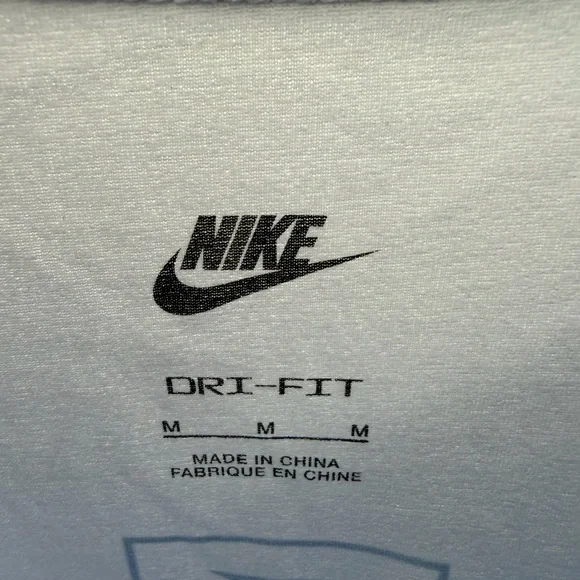 NIKE
DRI-FIT
M M M
MADE IN CHINA
FABRIQUE EN CHINE